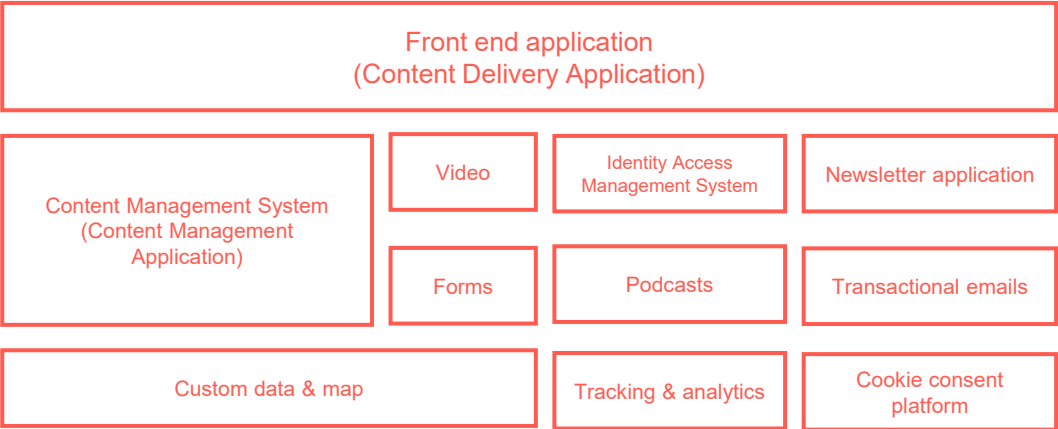 Front end application
(Content Delivery Application)
Content Management System
(Content Management
Application)
Video
Identity Access
Management System
Newsletter application
Forms
Podcasts
Transactional emails
Custom data & map
Tracking & analytics
Cookie consent
platform